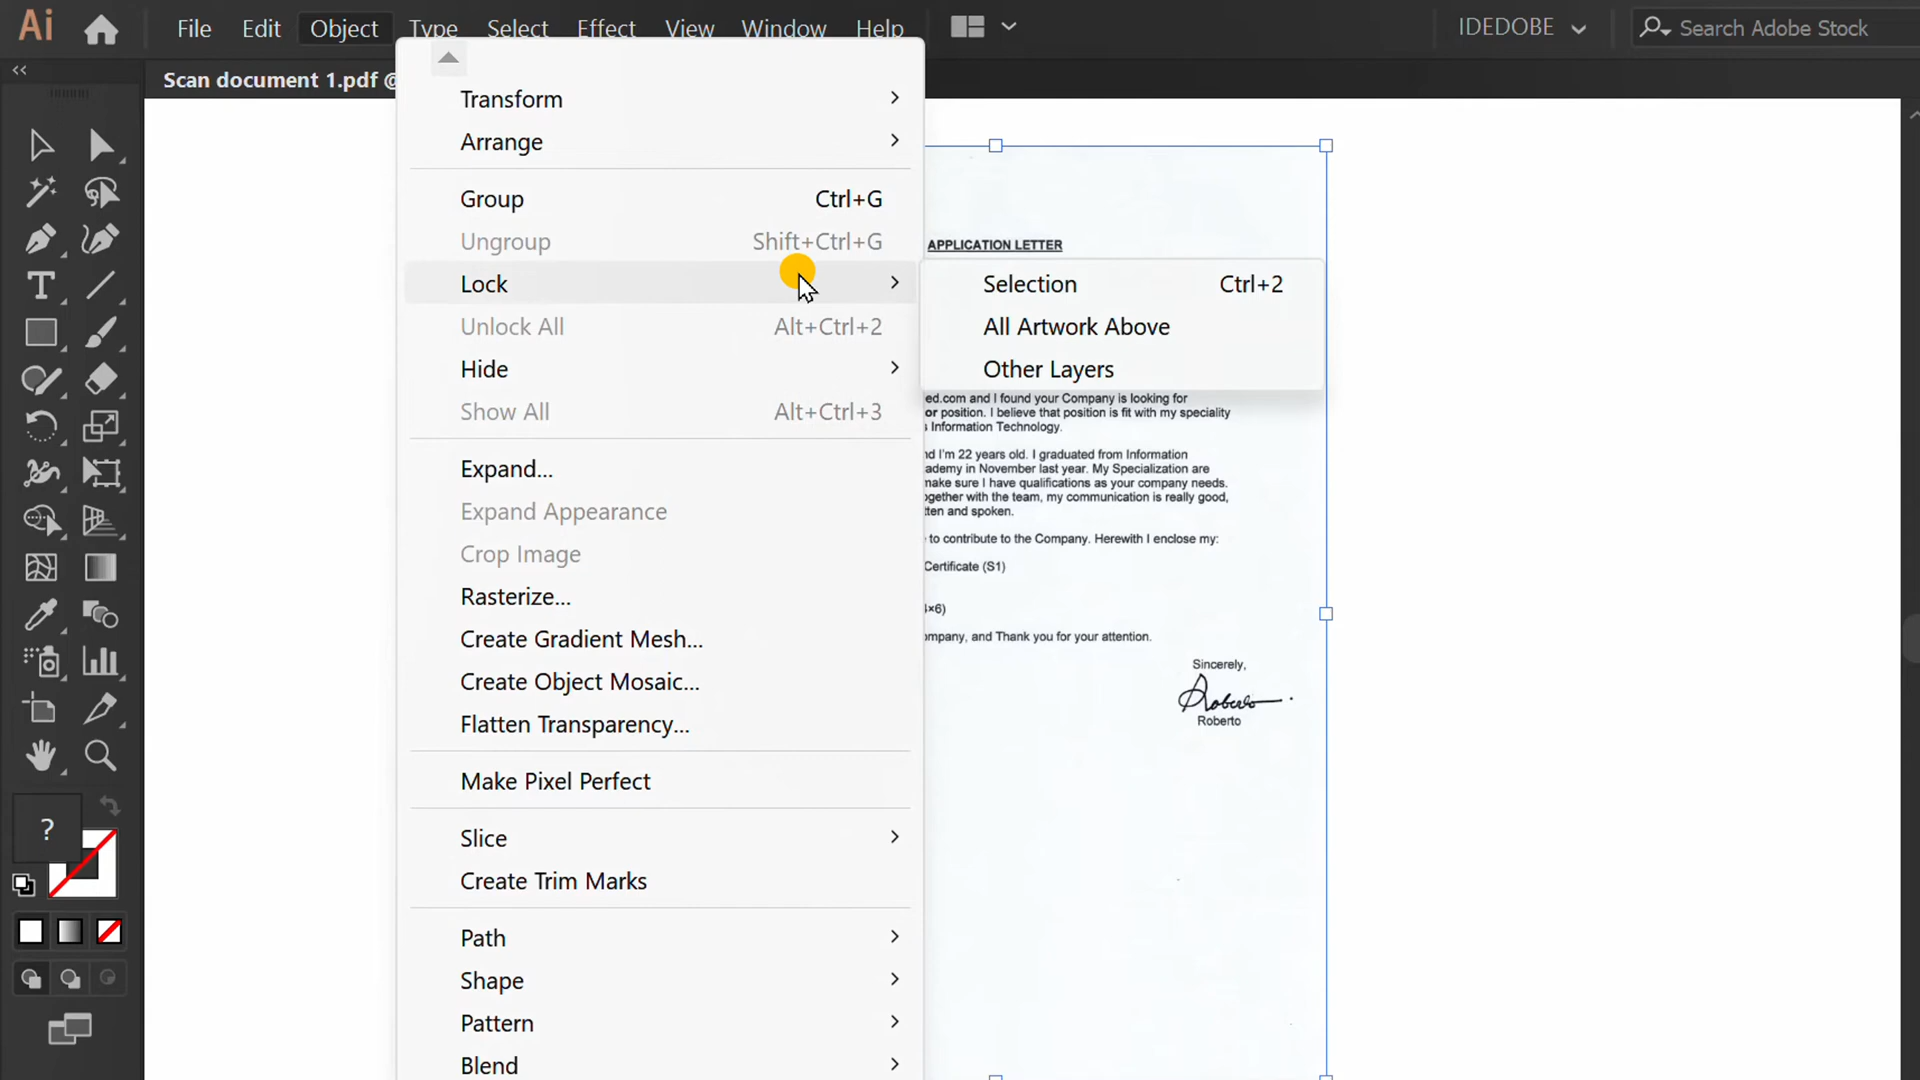 Ai File Edit Object Type Select Effect View Window Help IDEDOBE Search Adobe Stock
Scan document 1.pdf @
Transform
Arrange
Group Ctrl+G
Ungroup Shift+Ctrl+G
Lock
Unlock All Alt+Ctrl+2
Hide
Show All Alt+Ctrl+3
Expand...
Expand Appearance
Crop Image
Rasterize...
Create Gradient Mesh...
Create Object Mosaic...
Flatten Transparency...
Make Pixel Perfect
Slice
Create Trim Marks
Path
Shape
Pattern
Blend
Selection Ctrl+2
All Artwork Above
Other Layers
APPLICATION LETTER
ed.com and I found your Company is looking for
or position. I believe that position is fit with my speciality
s Information Technology.
nd I'm 22 years old. I graduated from Information
ademy in November last year. My Specialization are
make sure I have qualifications as your company needs.
ogether with the team, my communication is really good,
tten and spoken.
to contribute to the Company. Herewith I enclose my:
Certificate (S1)
4×6)
ompany, and Thank you for your attention.
Sincerely,
Roberto
Roberto
?